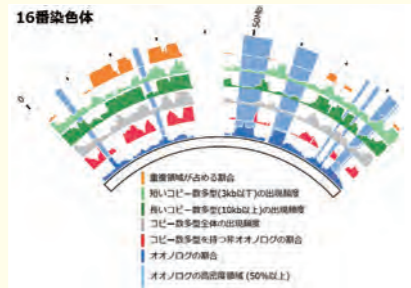 16番染色体
50Mb
0
重複領域が占める割合
短いコピー数多型(3kb以下)の出現頻度
長いコピー数多型(10kb以上)の出現頻度
コピー数多型全体の出現頻度
コピー数多型を持つ非オオノログの割合
オオノログの割合
オオノログの高密度領域 (50%以上)